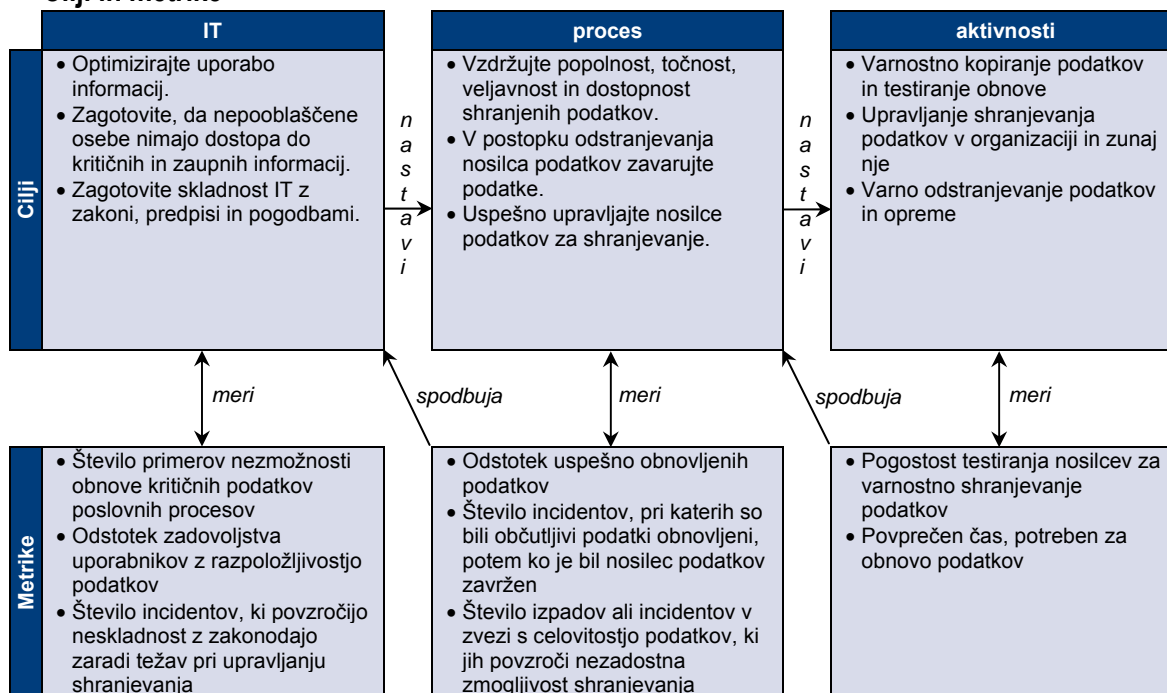 Cilji in metrike
IT
proces
aktivnosti
Cilji
• Optimizirajte uporabo
informacij.
• Zagotovite, da nepooblaščene
osebe nimajo dostopa do
kritičnih in zaupnih informacij.
• Zagotovite skladnost IT z
zakoni, predpisi in pogodbami.
nastavi
• Vzdržujte popolnost, točnost,
veljavnost in dostopnost
shranjenih podatkov.
• V postopku odstranjevanja
nosilca podatkov zavarujte
podatke.
• Uspešno upravljajte nosilce
podatkov za shranjevanje.
nastavi
• Varnostno kopiranje podatkov
in testiranje obnove
• Upravljanje shranjevanja
podatkov v organizaciji in zunaj
nje
• Varno odstranjevanje podatkov
in opreme
meri
spodbuja
meri
spodbuja
meri
Metrike
• Število primerov nezmožnosti
obnove kritičnih podatkov
poslovnih procesov
• Odstotek zadovoljstva
uporabnikov z razpoložljivostjo
podatkov
• Število incidentov, ki povzročijo
neskladnost z zakonodajo
zaradi težav pri upravljanju
shranjevanja
• Odstotek uspešno obnovljenih
podatkov
• Število incidentov, pri katerih so
bili občutljivi podatki obnovljeni,
potem ko je bil nosilec podatkov
zavržen
• Število izpadov ali incidentov v
zvezi s celovitostjo podatkov, ki
jih povzroči nezadostna
zmogljivost shranjevanja
• Pogostost testiranja nosilcev za
varnostno shranjevanje
podatkov
• Povprečen čas, potreben za
obnovo podatkov